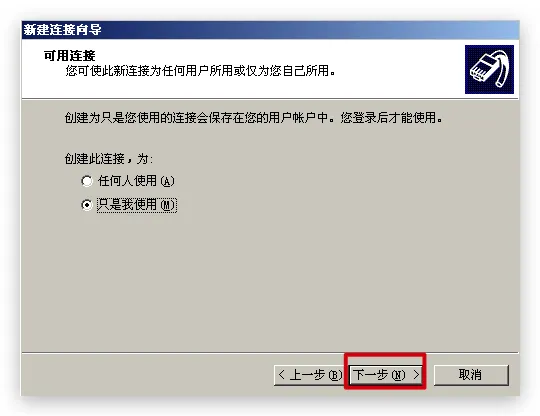 新建连接向导
可用连接
您可使此新连接为任何用户所用或仅为您自己所用。
创建为只是您使用的连接会保存在您的用户帐户中。您登录后才能使用。
创建此连接，为:
任何人使用(A)
只是我使用(M)
< 上一步(B) 下一步(N) > 取消